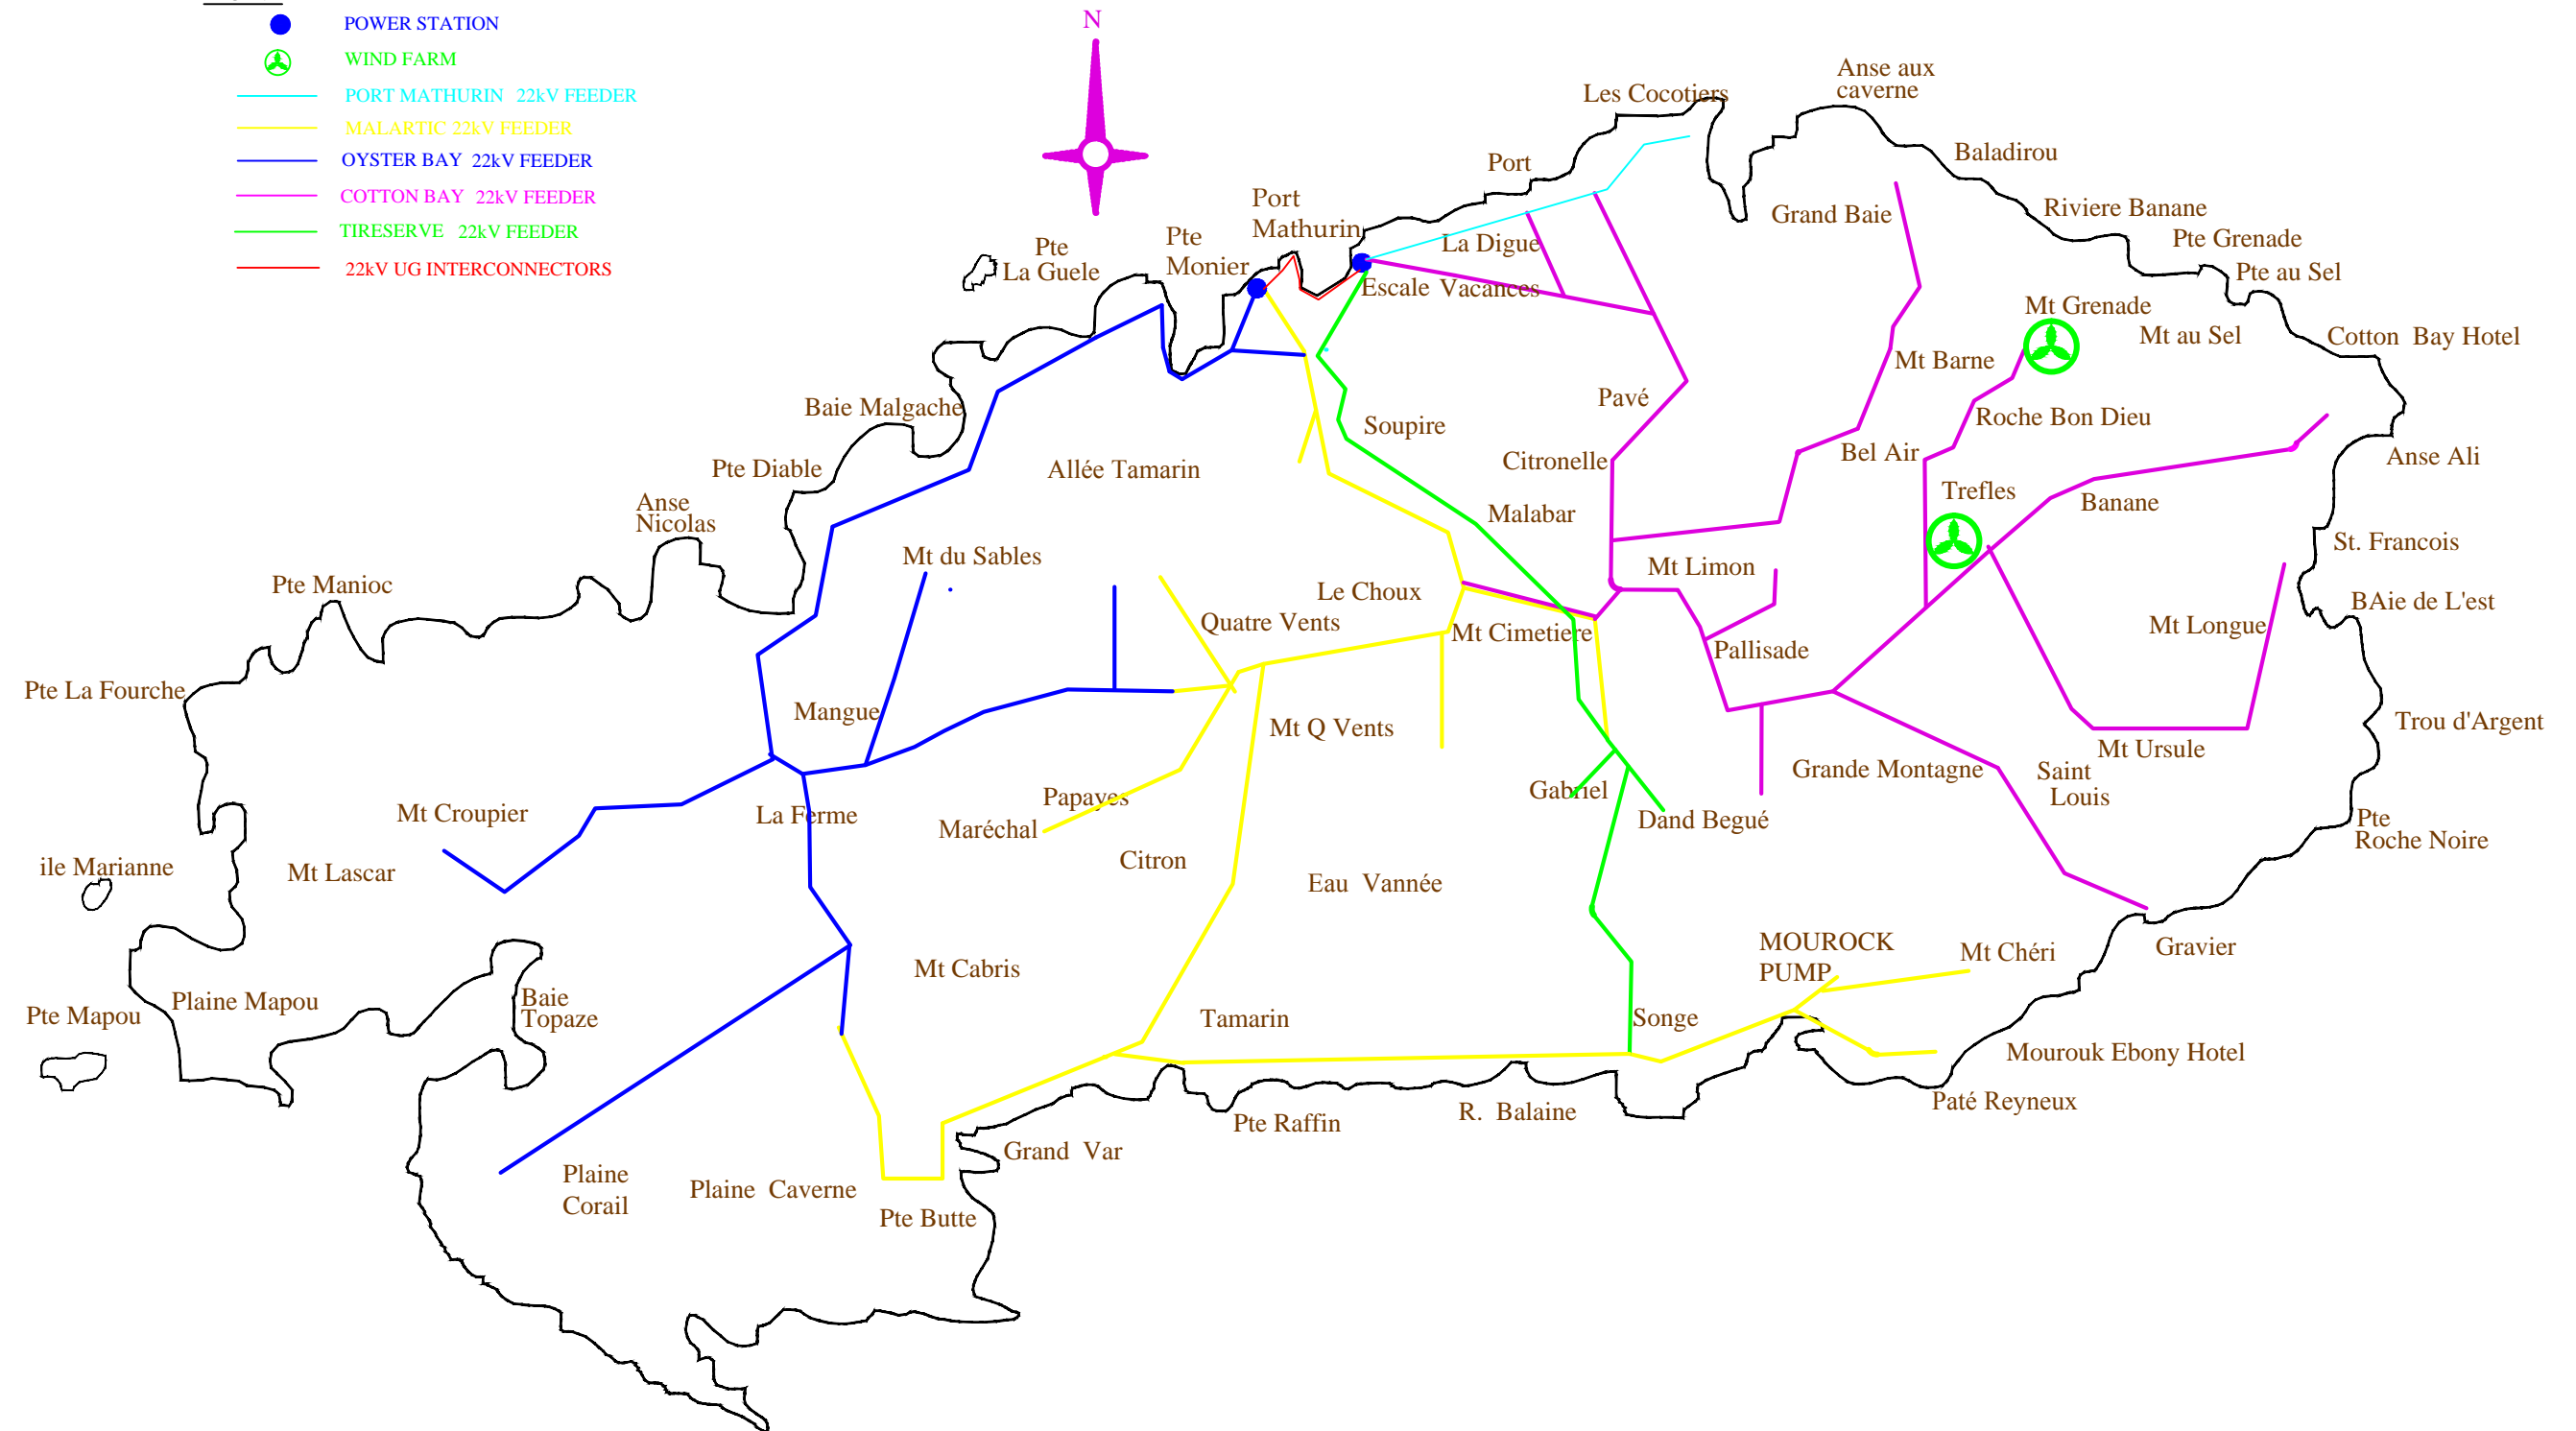 POWER STATION
WIND FARM
PORT MATHURIN 22kV FEEDER
MALARTIC 22kV FEEDER
OYSTER BAY 22kV FEEDER
COTTON BAY 22kV FEEDER
TIRESERVE 22kV FEEDER
22kV UG INTERCONNECTORS
N
Anse aux
caverne
Les Cocotiers
Baladirou
Port
Port
Mathurin
Riviere Banane
Grand Baie
Pte Grenade
Pte
Monier
Pte
La Guele
La Digue
Pte au Sel
Escale Vacances
Mt Grenade
Mt au Sel
Cotton Bay Hotel
Mt Barne
Pavé
Baie Malgache
Roche Bon Dieu
Soupire
Bel Air
Anse Ali
Citronelle
Pte Diable
Allée Tamarin
Trefles
Banane
Anse
Nicolas
Malabar
St. Francois
Mt du Sables
Mt Limon
Pte Manioc
Le Choux
BAie de L'est
Quatre Vents
Mt Cimetiere
Mt Longue
Pallisade
Pte La Fourche
Mangue
Mt Q Vents
Trou d'Argent
Mt Ursule
Grande Montagne
Saint
Louis
Gabriel
Papayes
Mt Croupier
La Ferme
Maréchal
Dand Begué
Pte
Roche Noire
Citron
ile Marianne
Mt Lascar
Eau Vannée
MOUROCK
PUMP
Mt Chéri
Gravier
Mt Cabris
Baie
Topaze
Plaine Mapou
Pte Mapou
Tamarin
Songe
Mourouk Ebony Hotel
Paté Reyneux
R. Balaine
Pte Raffin
Grand Var
Plaine
Corail
Plaine Caverne
Pte Butte